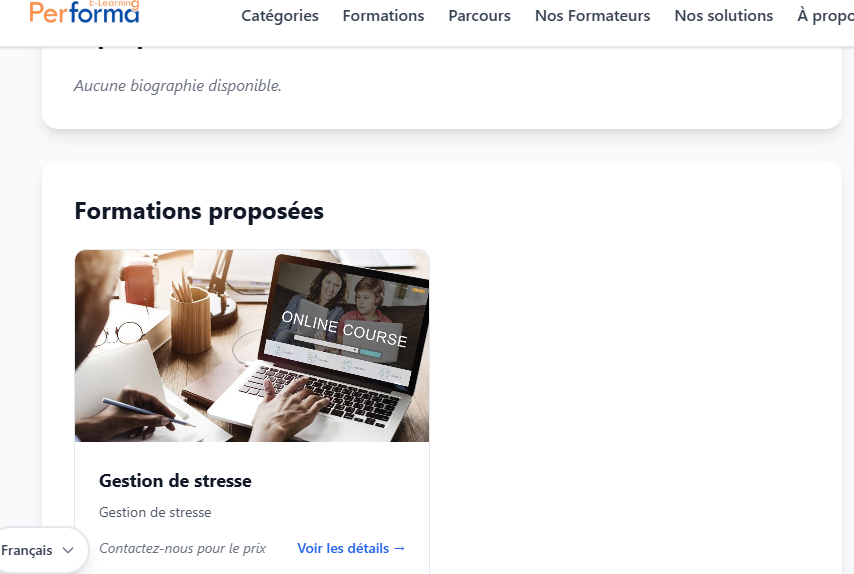 E-Learning
Performa
Catégories Formations Parcours Nos Formateurs Nos solutions À propo
Aucune biographie disponible.
Formations proposées
ONLINE COURSE
Gestion de stresse
Gestion de stresse
Contactez-nous pour le prix Voir les détails →
Français